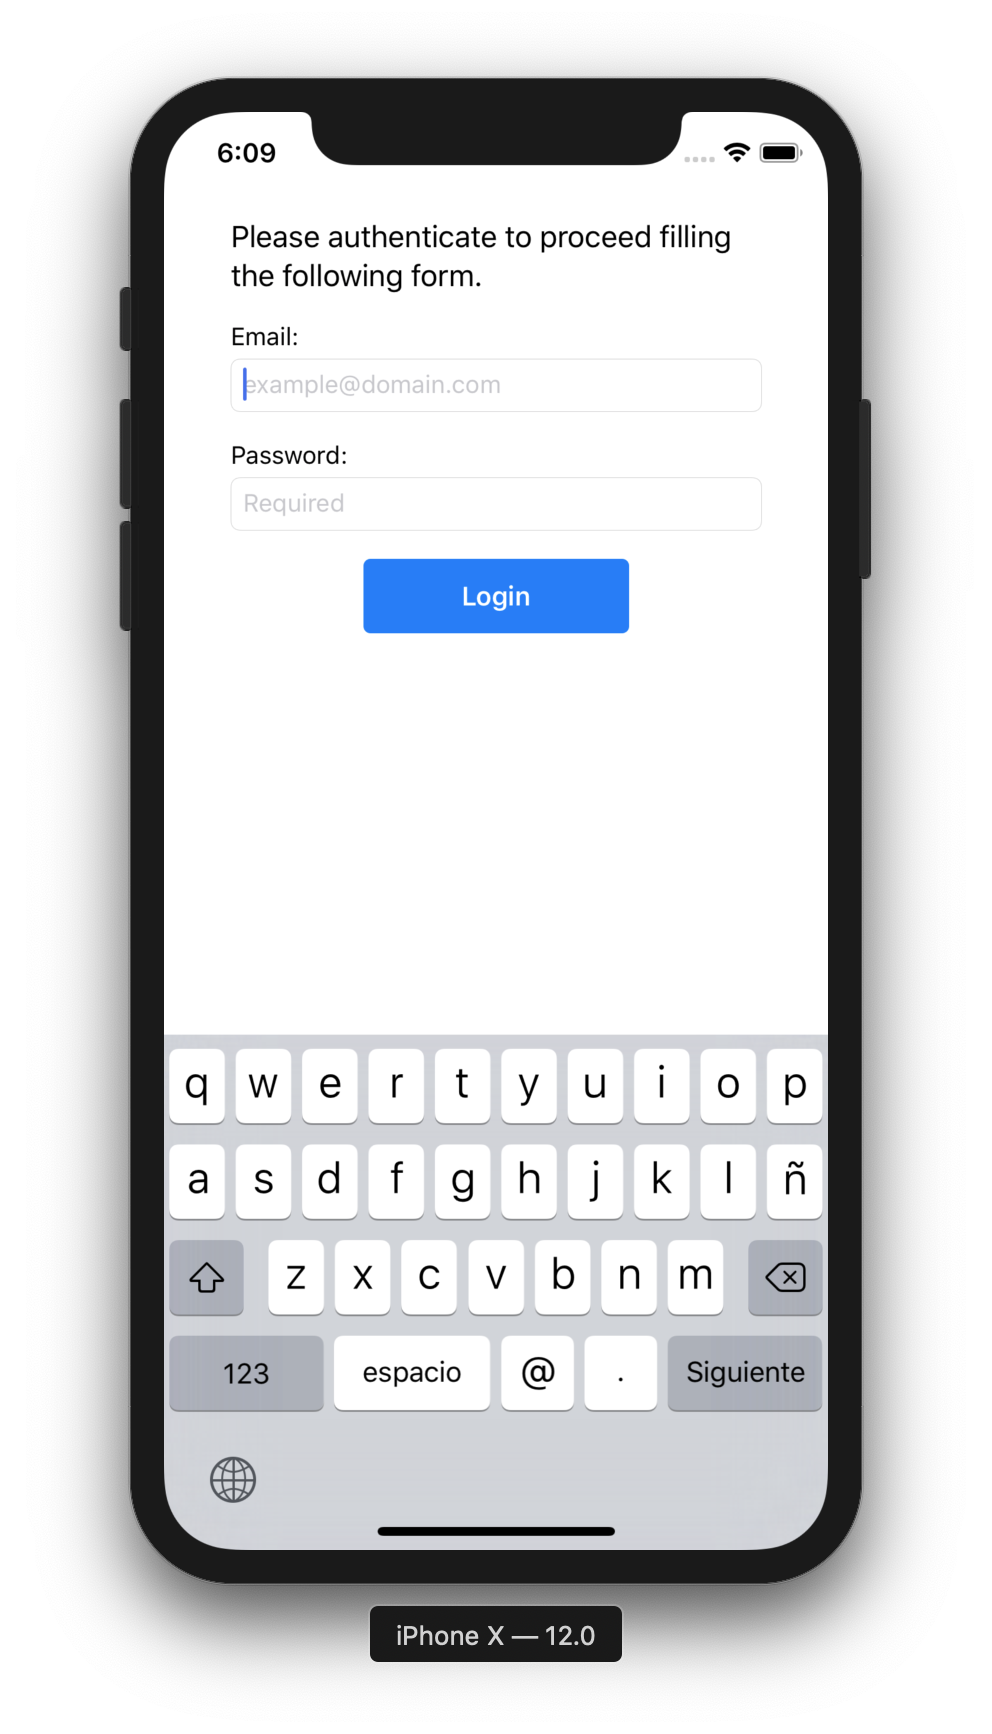 6:09
Please authenticate to proceed filling
the following form.
Email:
example@domain.com
Password:
Required
Login
q w e r t y u i o p
a s d f g h j k l ñ
z x c v b n m
123 espacio @ . Siguiente
iPhone X — 12.0